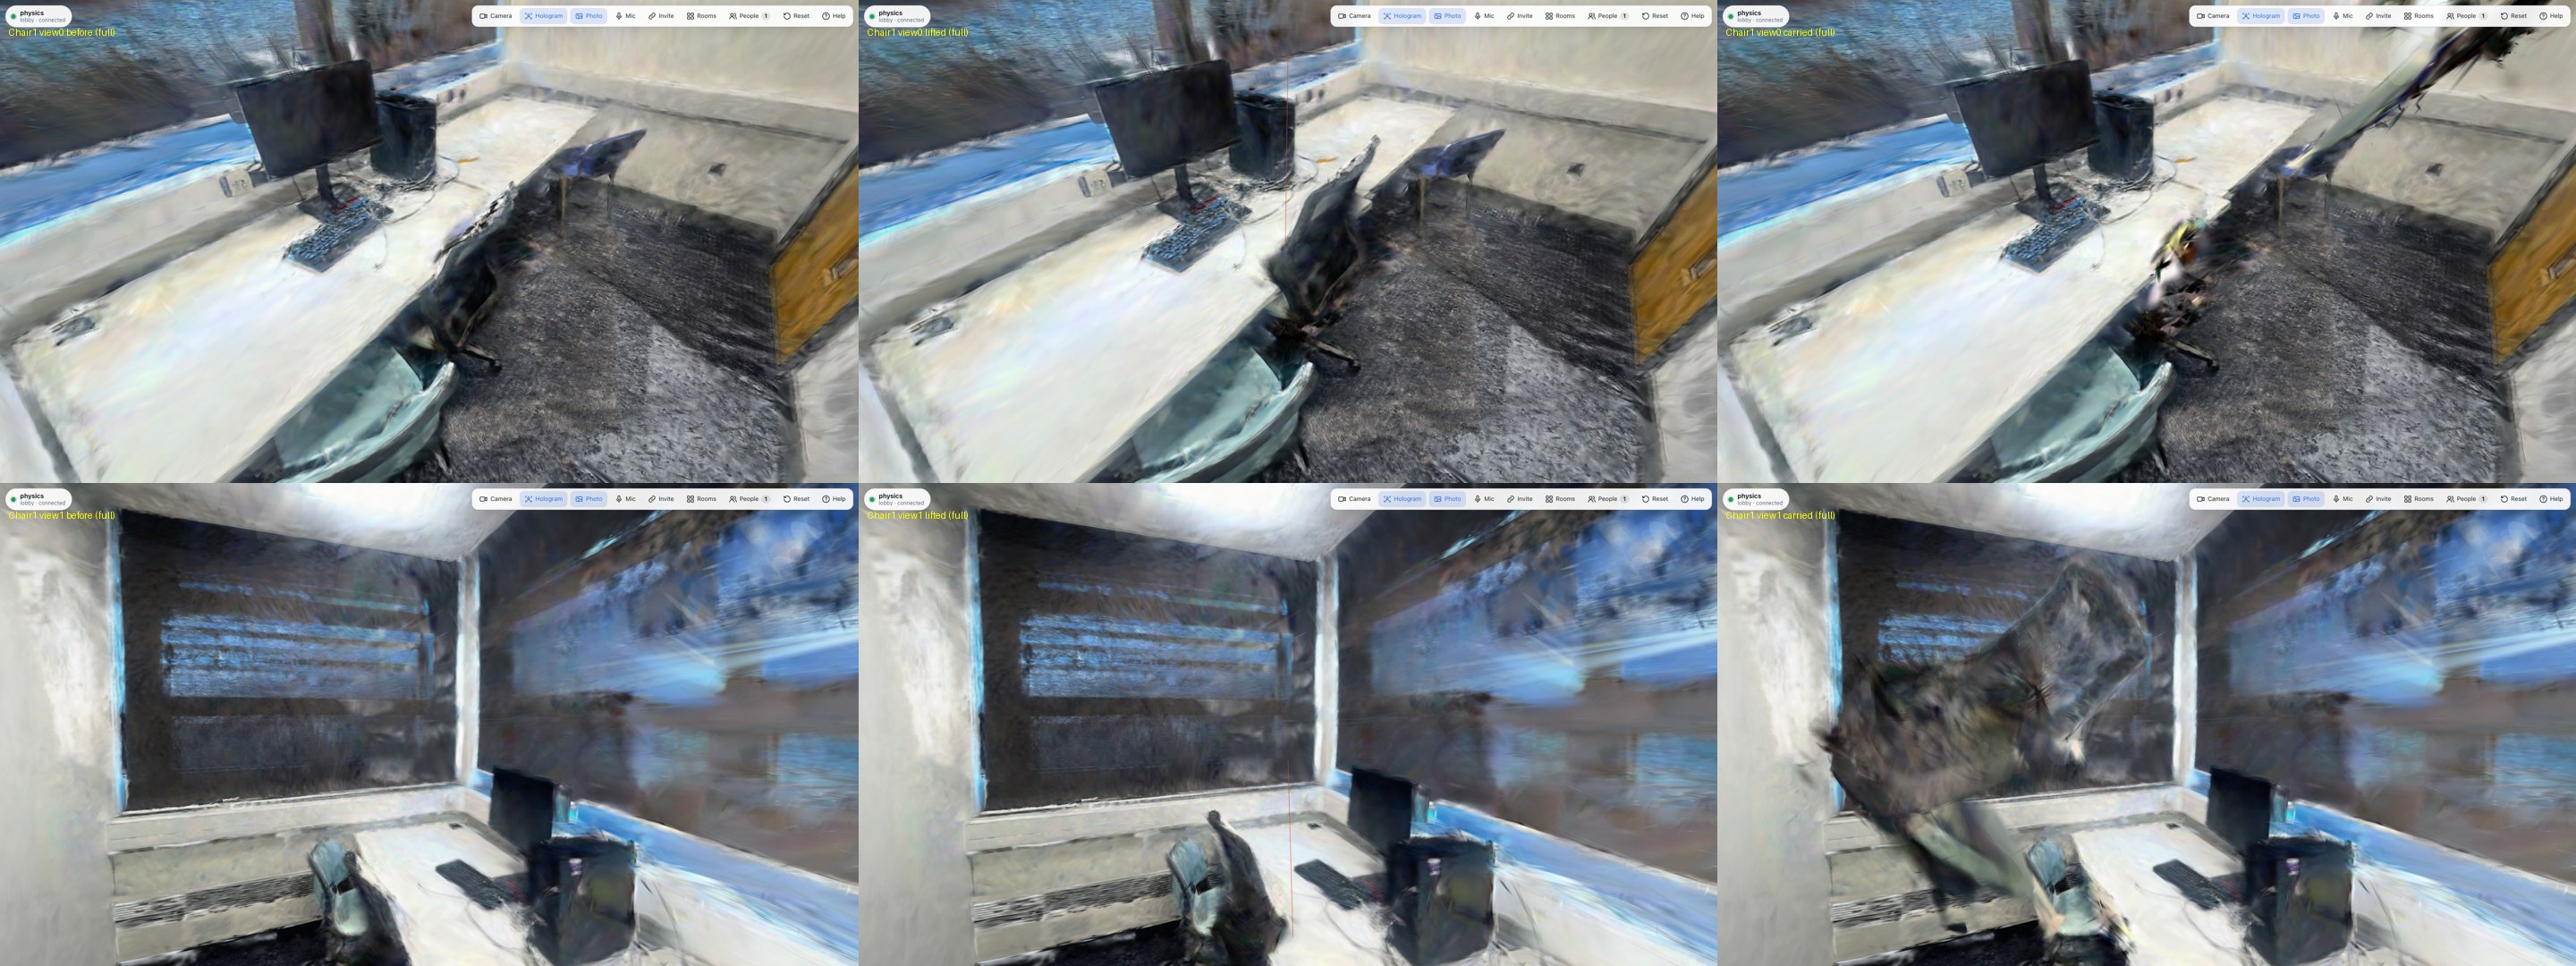 physics
lobby · connected
Camera Hologram Photo Mic Invite Rooms People 1 Reset Help
Chair1 view0 before (full)
physics
lobby · connected
Camera Hologram Photo Mic Invite Rooms People 1 Reset Help
Chair1 view0 lifted (full)
physics
lobby · connected
Camera Hologram Photo Mic Invite Rooms People 1 Reset Help
Chair1 view0 carried (full)
physics
lobby · connected
Camera Hologram Photo Mic Invite Rooms People 1 Reset Help
Chair1 view1 before (full)
physics
lobby · connected
Camera Hologram Photo Mic Invite Rooms People 1 Reset Help
Chair1 view1 lifted (full)
physics
lobby · connected
Camera Hologram Photo Mic Invite Rooms People 1 Reset Help
Chair1 view1 carried (full)